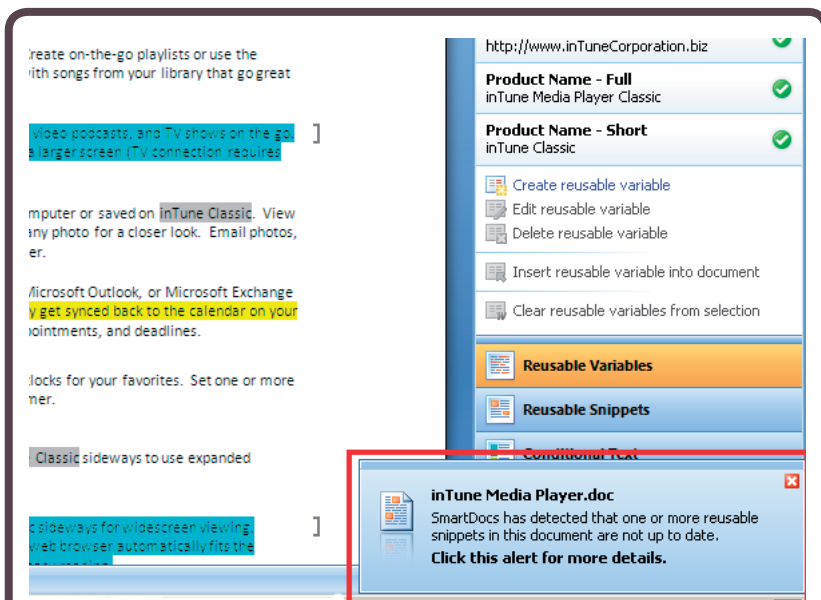 reate on-the-go playlists or use the
ith songs from your library that go great
video podcasts, and TV shows on the go.
a larger screen (TV connection requires
mputer or saved on inTune Classic. View
any photo for a closer look. Email photos,
er.
Microsoft Outlook, or Microsoft Exchange
y get synced back to the calendar on your
pointments, and deadlines.
locks for your favorites. Set one or more
mer.
Classic sideways to use expanded
c sideways for widescreen viewing.
web browser automatically fits the
http://www.inTuneCorporation.biz
Product Name - Full
inTune Media Player Classic
Product Name - Short
inTune Classic
Create reusable variable
Edit reusable variable
Delete reusable variable
Insert reusable variable into document
Clear reusable variables from selection
Reusable Variables
Reusable Snippets
Conditional Text
inTune Media Player.doc
SmartDocs has detected that one or more reusable
snippets in this document are not up to date.
Click this alert for more details.